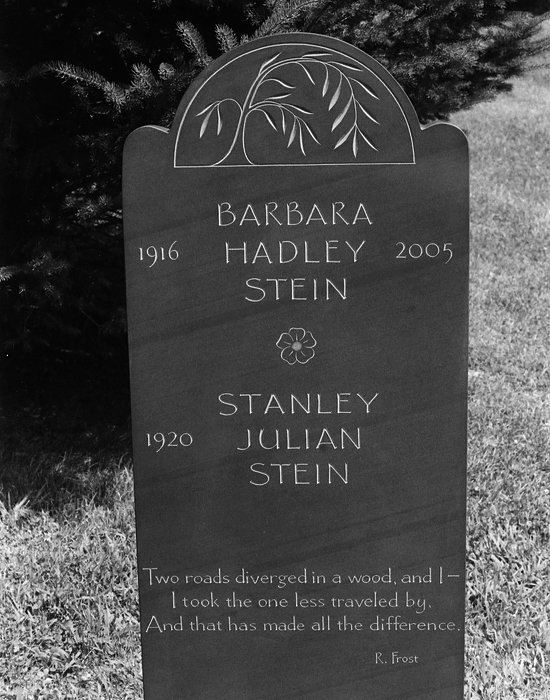 BARBARA
1916 HADLEY 2005
STEIN
STANLEY
1920 JULIAN
STEIN
Two roads diverged in a wood, and I—
I took the one less traveled by,
And that has made all the difference.
R. Frost